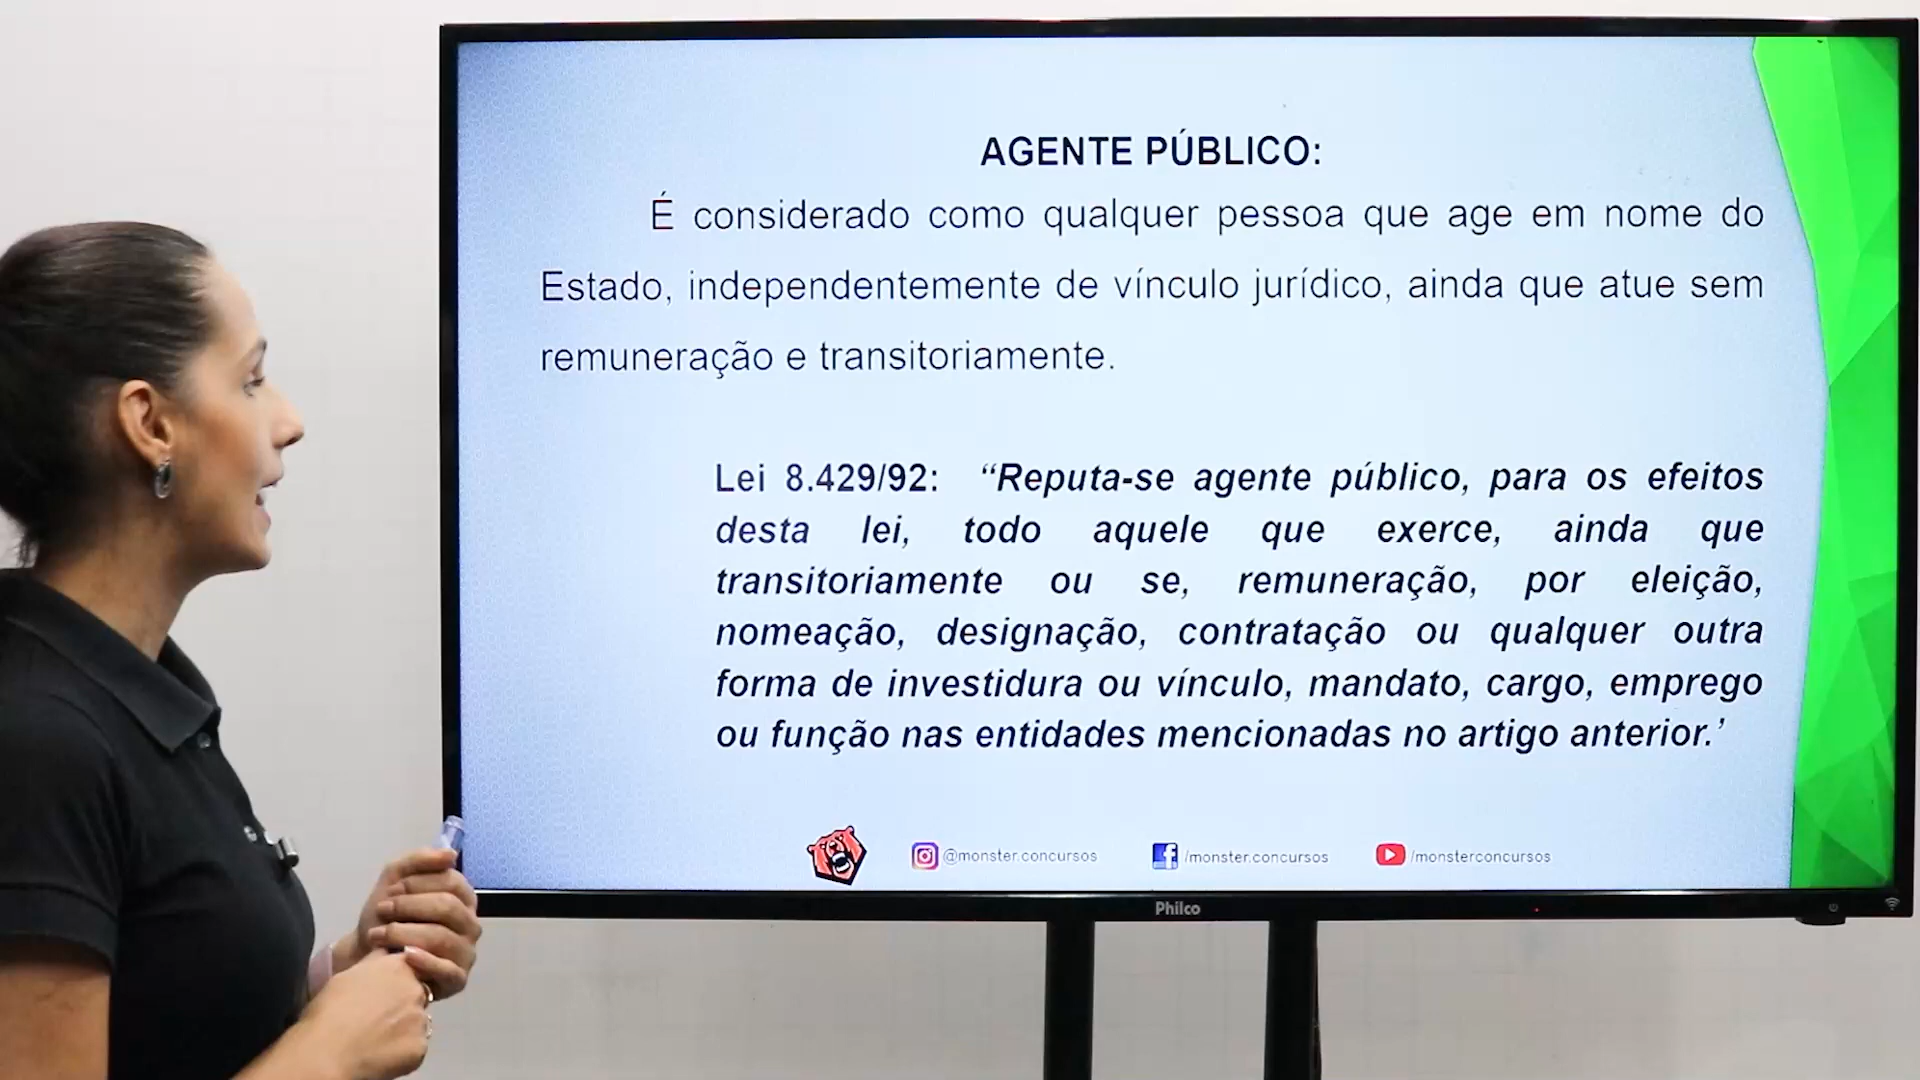 AGENTE PÚBLICO:
É considerado como qualquer pessoa que age em nome do
Estado, independentemente de vínculo jurídico, ainda que atue sem
remuneração e transitoriamente.
Lei 8.429/92: “Reputa-se agente público, para os efeitos
desta lei, todo aquele que exerce, ainda que
transitoriamente ou se, remuneração, por eleição,
nomeação, designação, contratação ou qualquer outra
forma de investidura ou vínculo, mandato, cargo, emprego
ou função nas entidades mencionadas no artigo anterior.’
@monster.concursos /monster.concursos /monsterconcursos
Philco